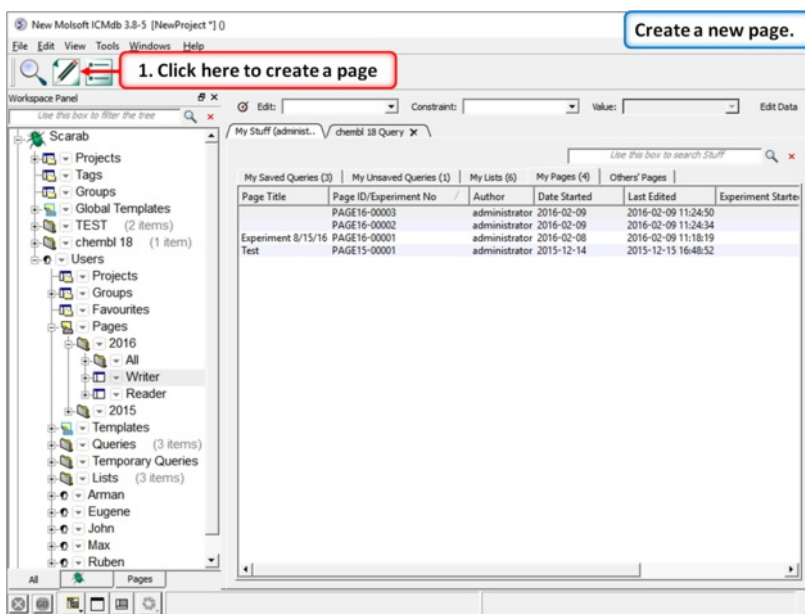 New Molsoft ICMdb 3.8-5 [NewProject *] ()
Create a new page.
File Edit View Tools Windows Help
1. Click here to create a page
Workspace Panel
Use this box to filter the tree
Edit: Constraint: Value: Edit Data
Scarab
Projects
Tags
Groups
Global Templates
TEST (2 items)
chembl 18 (1 item)
Users
Projects
Groups
Favourites
Pages
2016
All
Writer
Reader
2015
Templates
Queries (3 items)
Temporary Queries
Lists (3 items)
Arman
Eugene
John
Max
Ruben
All Pages
My Stuff (administ.. chembl 18 Query
Use this box to search Stuff
My Saved Queries (3) My Unsaved Queries (1) My Lists (6) My Pages (4) Others' Pages
Page Title Page ID/Experiment No Author Date Started Last Edited Experiment Starte
PAGE16-00003 administrator 2016-02-09 2016-02-09 11:24:50
PAGE16-00002 administrator 2016-02-09 2016-02-09 11:24:34
Experiment 8/15/16 PAGE16-00001 administrator 2016-02-08 2016-02-09 11:18:19
Test PAGE15-00001 administrator 2015-12-14 2015-12-15 16:48:52